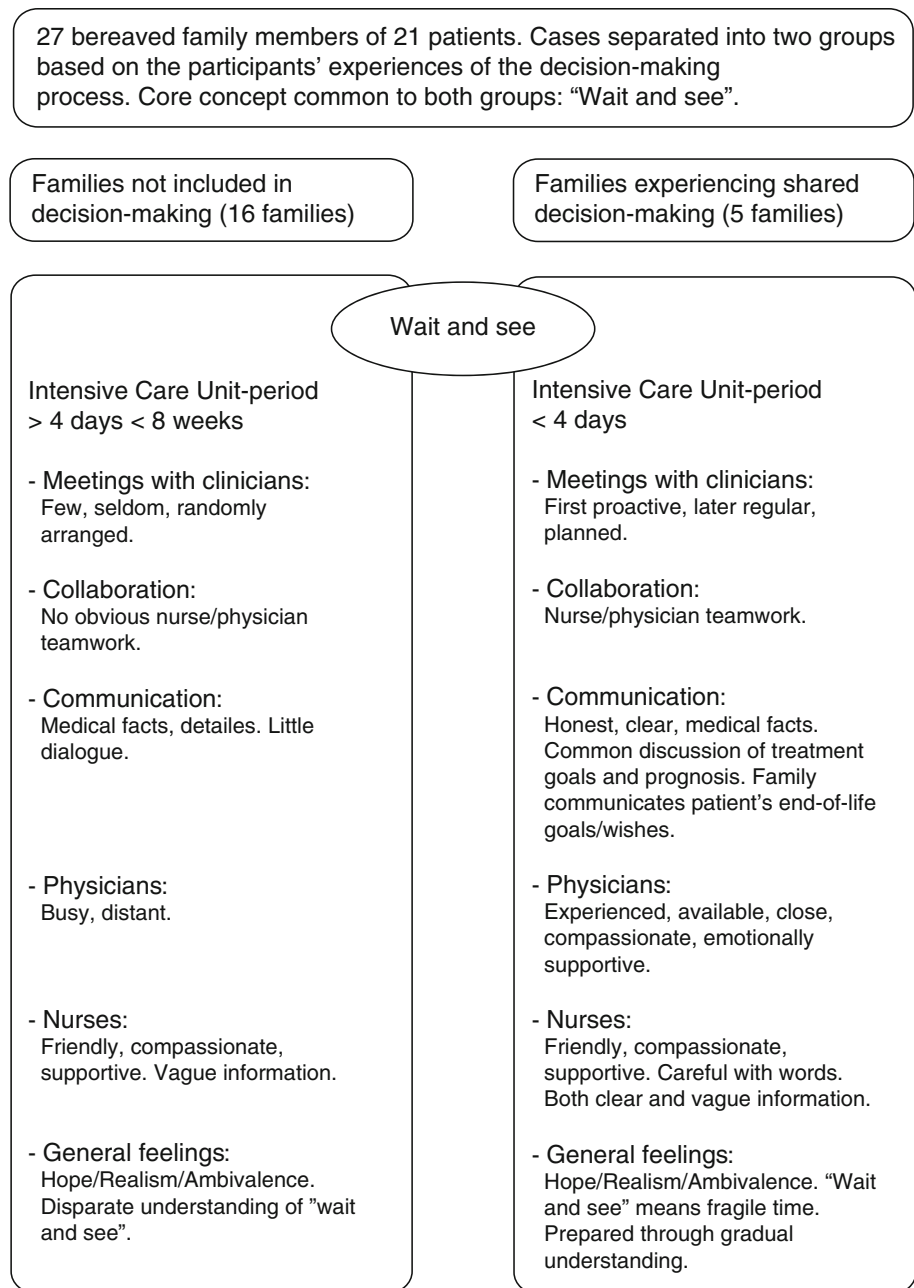 27 bereaved family members of 21 patients. Cases separated into two groups
based on the participants’ experiences of the decision-making
process. Core concept common to both groups: “Wait and see”.
Families not included in
decision-making (16 families)
Families experiencing shared
decision-making (5 families)
Wait and see
Intensive Care Unit-period
> 4 days < 8 weeks
- Meetings with clinicians:
Few, seldom, randomly
arranged.
- Collaboration:
No obvious nurse/physician
teamwork.
- Communication:
Medical facts, detailes. Little
dialogue.
- Physicians:
Busy, distant.
- Nurses:
Friendly, compassionate,
supportive. Vague information.
- General feelings:
Hope/Realism/Ambivalence.
Disparate understanding of ”wait
and see”.
Intensive Care Unit-period
< 4 days
- Meetings with clinicians:
First proactive, later regular,
planned.
- Collaboration:
Nurse/physician teamwork.
- Communication:
Honest, clear, medical facts.
Common discussion of treatment
goals and prognosis. Family
communicates patient’s end-of-life
goals/wishes.
- Physicians:
Experienced, available, close,
compassionate, emotionally
supportive.
- Nurses:
Friendly, compassionate,
supportive. Careful with words.
Both clear and vague information.
- General feelings:
Hope/Realism/Ambivalence. “Wait
and see” means fragile time.
Prepared through gradual
understanding.